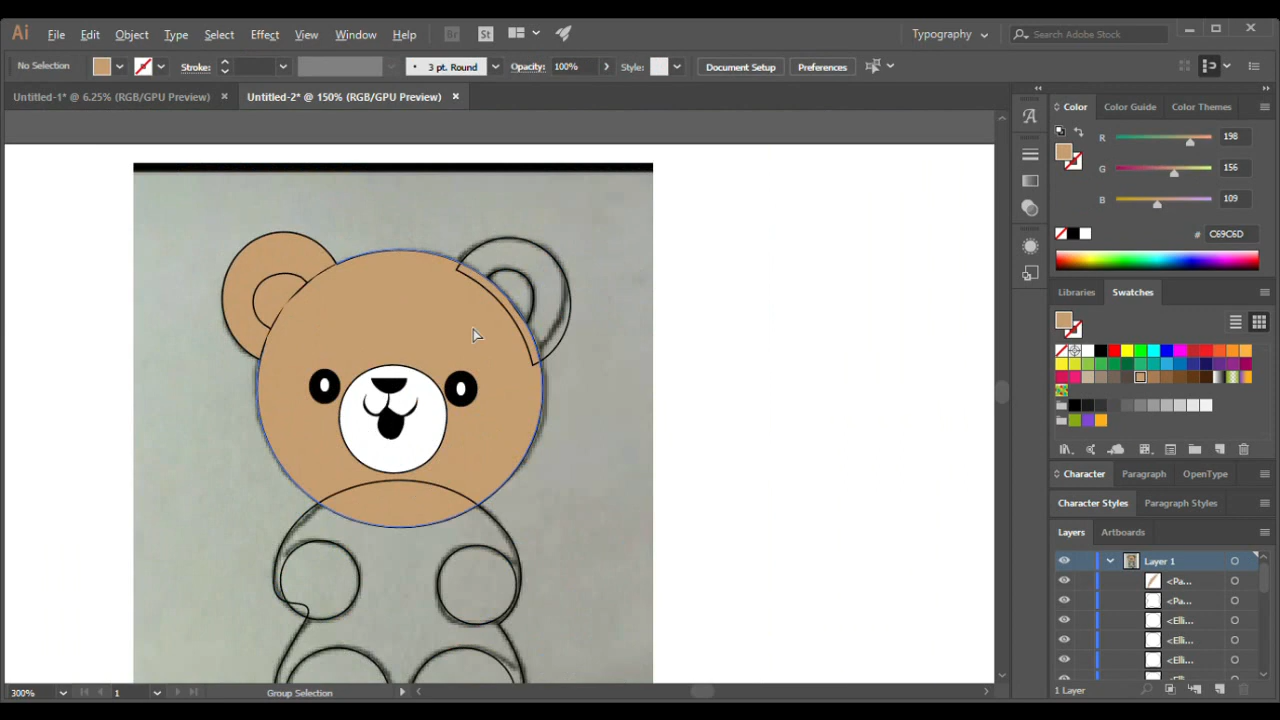 Ai File Edit Object Type Select Effect View Window Help Br St Typography Search Adobe Stock
No Selection Stroke: 3 pt. Round Opacity: 100% Style: Document Setup Preferences
Untitled-1* @ 6.25% (RGB/GPU Preview) × Untitled-2* @ 150% (RGB/GPU Preview) ×
Color Color Guide Color Themes
R 198
G 156
B 109
# C69C6D
Libraries Swatches
Character Paragraph OpenType
Character Styles Paragraph Styles
Layers Artboards
Layer 1
<Pa...
<Pa...
<Elli...
<Elli...
<Elli...
300% 1 Group Selection
1 Layer